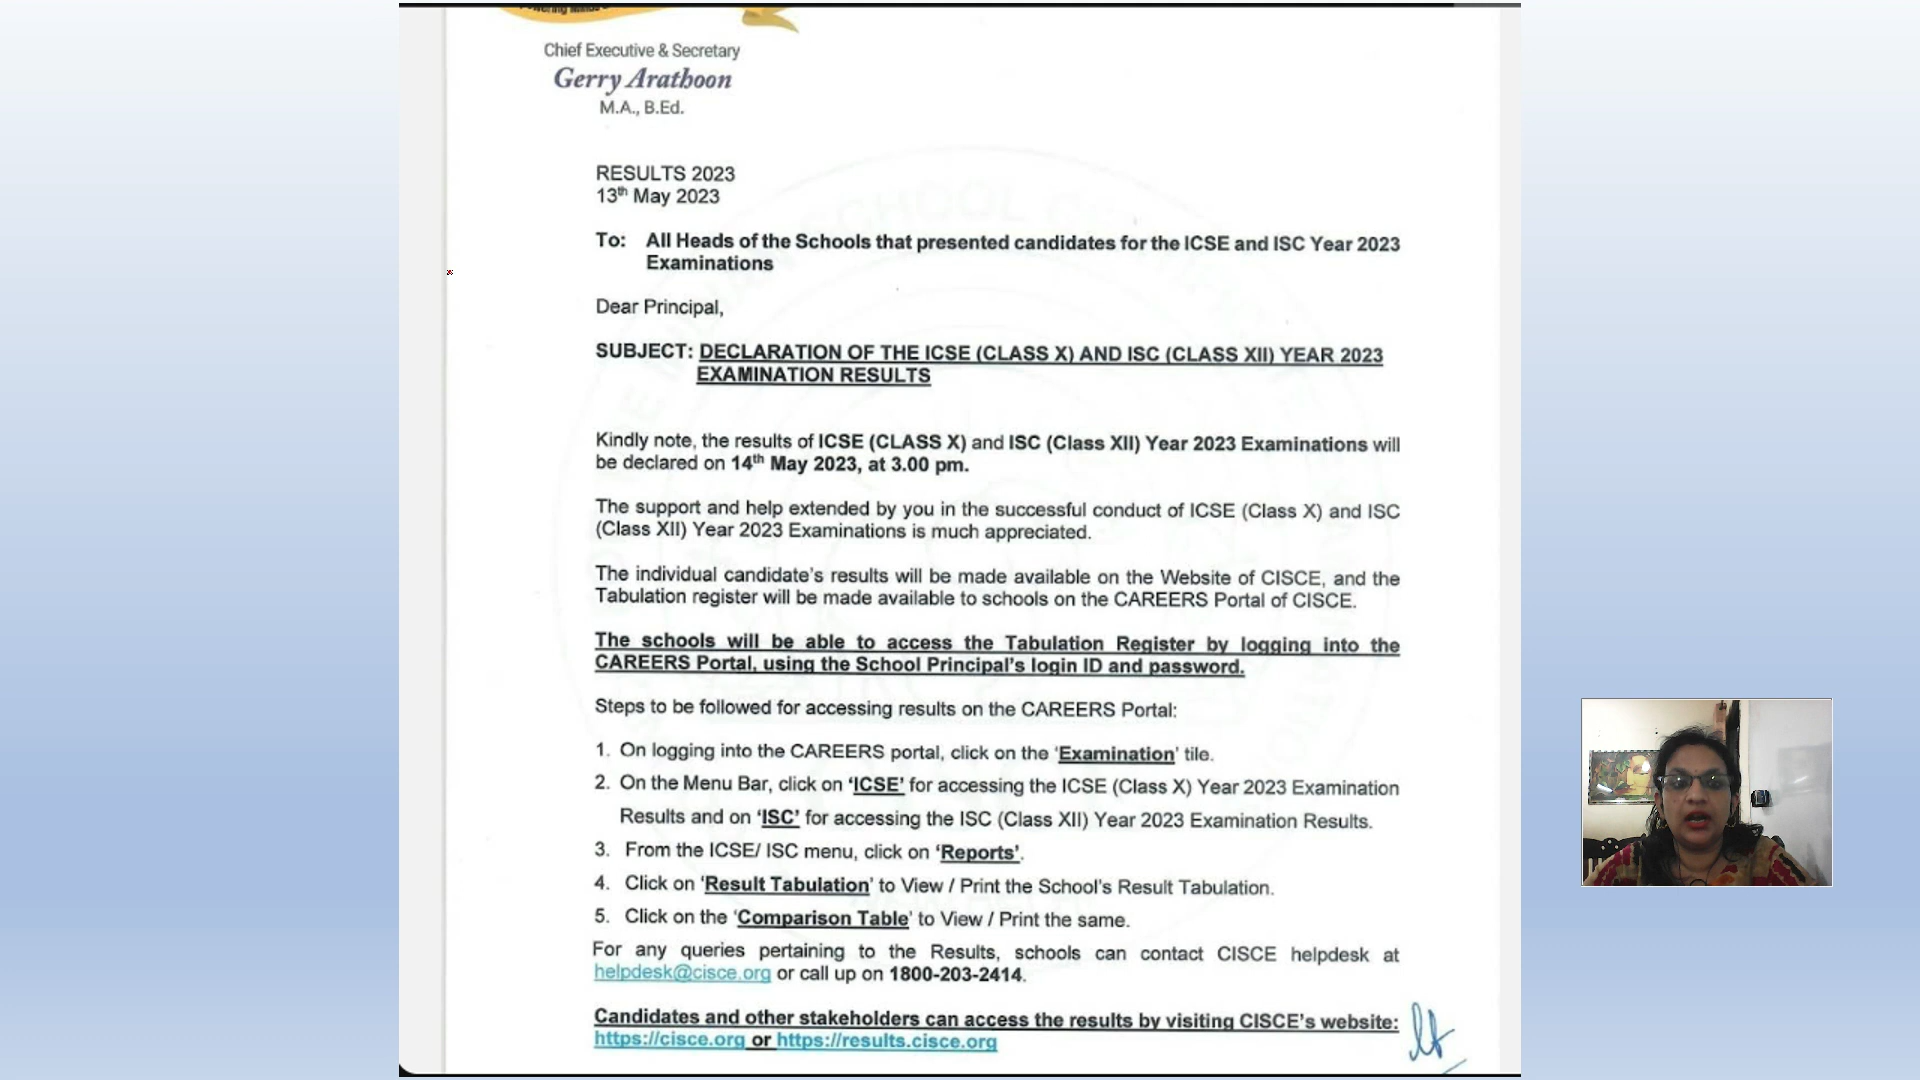 Chief Executive & Secretary
Gerry Arathoon
M.A., B.Ed.
RESULTS 2023
13th May 2023
To: All Heads of the Schools that presented candidates for the ICSE and ISC Year 2023
Examinations
Dear Principal,
SUBJECT: DECLARATION OF THE ICSE (CLASS X) AND ISC (CLASS XII) YEAR 2023
EXAMINATION RESULTS
Kindly note, the results of ICSE (CLASS X) and ISC (Class XII) Year 2023 Examinations will
be declared on 14th May 2023, at 3.00 pm.
The support and help extended by you in the successful conduct of ICSE (Class X) and ISC
(Class XII) Year 2023 Examinations is much appreciated.
The individual candidate's results will be made available on the Website of CISCE, and the
Tabulation register will be made available to schools on the CAREERS Portal of CISCE.
The schools will be able to access the Tabulation Register by logging into the
CAREERS Portal, using the School Principal's login ID and password.
Steps to be followed for accessing results on the CAREERS Portal:
1. On logging into the CAREERS portal, click on the 'Examination' tile.
2. On the Menu Bar, click on 'ICSE' for accessing the ICSE (Class X) Year 2023 Examination
Results and on 'ISC' for accessing the ISC (Class XII) Year 2023 Examination Results.
3. From the ICSE/ ISC menu, click on 'Reports'.
4. Click on 'Result Tabulation' to View / Print the School's Result Tabulation.
5. Click on the 'Comparison Table' to View / Print the same.
For any queries pertaining to the Results, schools can contact CISCE helpdesk at
helpdesk@cisce.org or call up on 1800-203-2414.
Candidates and other stakeholders can access the results by visiting CISCE's website:
https://cisce.org or https://results.cisce.org